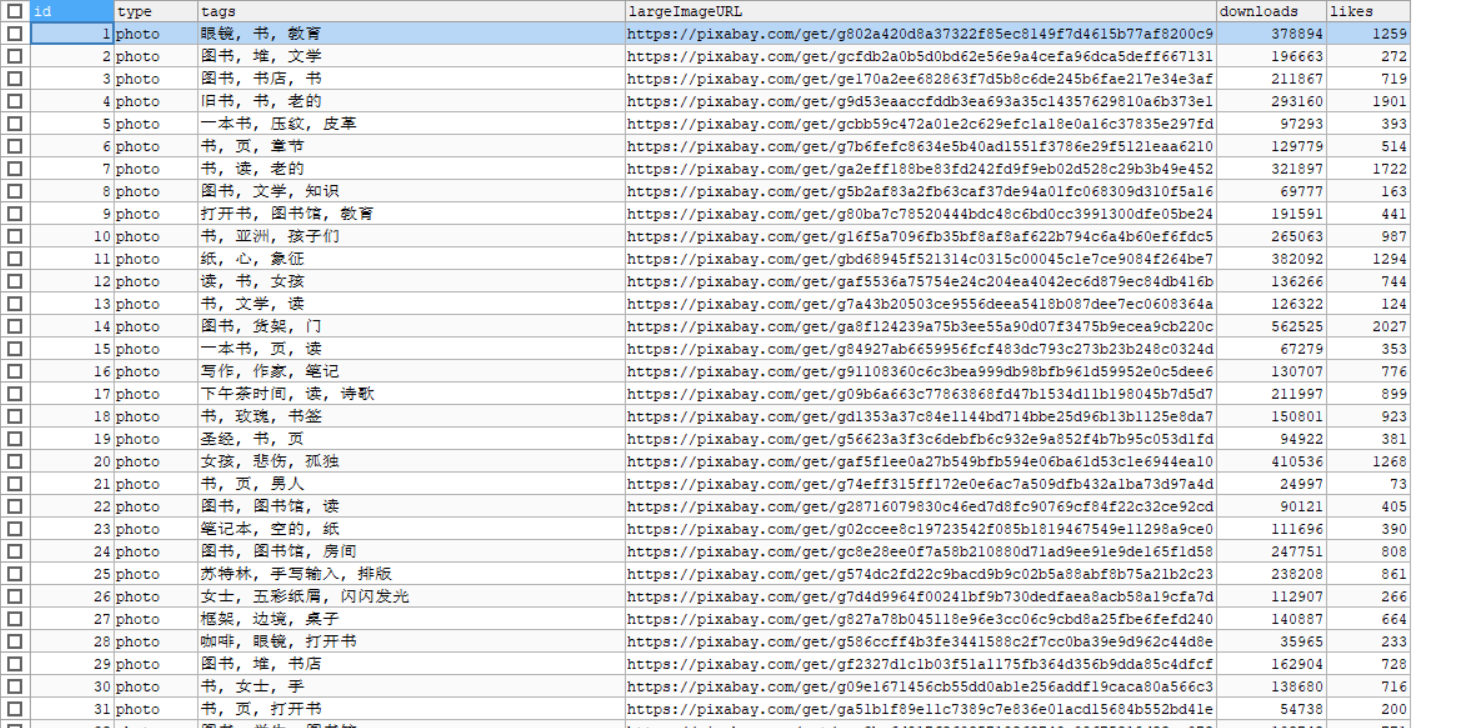 id type tags largeImageURL downloads likes
1 photo 眼镜, 书, 教育 https://pixabay.com/get/g802a420d8a37322f85ec8149f7d4615b77af8200c9 378894 1259
2 photo 图书, 堆, 文学 https://pixabay.com/get/gcfdb2a0b5d0bd62e56e9a4cefa96dca5deff667131 196663 272
3 photo 图书, 书店, 书 https://pixabay.com/get/ge170a2ee682863f7d5b8c6de245b6fae217e34e3af 211867 719
4 photo 旧书, 书, 老的 https://pixabay.com/get/g9d53eaaccfddb3ea693a35c14357629810a6b373e1 293160 1901
5 photo 一本书, 压纹, 皮革 https://pixabay.com/get/gcbb59c472a01e2c629efc1a18e0a16c37835e297fd 97293 393
6 photo 书, 页, 章节 https://pixabay.com/get/g7b6fefc8634e5b40ad1551f3786e29f5121eaa6210 129779 514
7 photo 书, 读, 老的 https://pixabay.com/get/ga2eff188be83fd242fd9f9eb02d528c29b3b49e452 321897 1722
8 photo 图书, 文学, 知识 https://pixabay.com/get/g5b2af83a2fb63caf37de94a01fc068309d310f5a16 69777 163
9 photo 打开书, 图书馆, 教育 https://pixabay.com/get/g80ba7c78520444bdc48c6bd0cc3991300dfe05be24 191591 441
10 photo 书, 亚洲, 孩子们 https://pixabay.com/get/g16f5a7096fb35bf8af8af622b794c6a4b60ef6fdc5 265063 987
11 photo 纸, 心, 象征 https://pixabay.com/get/gbd68945f521314c0315c00045c1e7ce9084f264be7 382092 1294
12 photo 读, 书, 女孩 https://pixabay.com/get/gaf5536a75754e24c204ea4042ec6d879ec84db416b 136266 744
13 photo 书, 文学, 读 https://pixabay.com/get/g7a43b20503ce9556deea5418b087dee7ec0608364a 126322 124
14 photo 图书, 货架, 门 https://pixabay.com/get/ga8f124239a75b3ee55a90d07f3475b9ecea9cb220c 562525 2027
15 photo 一本书, 页, 读 https://pixabay.com/get/g84927ab6659956fcf483dc793c273b23b248c0324d 67279 353
16 photo 写作, 作家, 笔记 https://pixabay.com/get/g91108360c6c3bea999db98bfb961d59952e0c5dee6 130707 776
17 photo 下午茶时间, 读, 诗歌 https://pixabay.com/get/g09b6a663c77863868fd47b1534d11b198045b7d5d7 211997 899
18 photo 书, 玫瑰, 书签 https://pixabay.com/get/gd1353a37c84e1144bd714bbe25d96b13b1125e8da7 150801 923
19 photo 圣经, 书, 页 https://pixabay.com/get/g56623a3f3c6debfb6c932e9a852f4b7b95c053d1fd 94922 381
20 photo 女孩, 悲伤, 孤独 https://pixabay.com/get/gaf5f1ee0a27b549bfb594e06ba61d53c1e6944ea10 410536 1268
21 photo 书, 页, 男人 https://pixabay.com/get/g74eff315ff172e0e6ac7a509dfb432a1ba73d97a4d 24997 73
22 photo 图书, 图书馆, 读 https://pixabay.com/get/g28716079830c46ed7d8fc90769cf84f22c32ce92cd 90121 405
23 photo 笔记本, 空的, 纸 https://pixabay.com/get/g02ccee8c19723542f085b1819467549e11298a9ce0 111696 390
24 photo 图书, 图书馆, 房间 https://pixabay.com/get/gc8e28ee0f7a58b210880d71ad9ee91e9de165f1d58 247751 808
25 photo 苏特林, 手写输入, 排版 https://pixabay.com/get/g574dc2fd22c9bacd9b9c02b5a88abf8b75a21b2c23 238208 861
26 photo 女士, 五彩纸屑, 闪闪发光 https://pixabay.com/get/g7d4d9964f00241bf9b730dedfaea8acb58a19cfa7d 112907 266
27 photo 框架, 边境, 桌子 https://pixabay.com/get/g827a78b045118e96e3cc06c9cbd8a25fbe6fefd240 140887 664
28 photo 咖啡, 眼镜, 打开书 https://pixabay.com/get/g586ccff4b3fe3441588c2f7cc0ba39e9d962c44d8e 35965 233
29 photo 图书, 堆, 书店 https://pixabay.com/get/gf2327d1c1b03f51a1175fb364d356b9dda85c4dfcf 162904 728
30 photo 书, 女士, 手 https://pixabay.com/get/g09e1671456cb55dd0ab1e256addf19caca80a566c3 138680 716
31 photo 书, 页, 打开书 https://pixabay.com/get/ga51b1f89e11c7389c7e836e01acd15684b552bd41e 54738 200